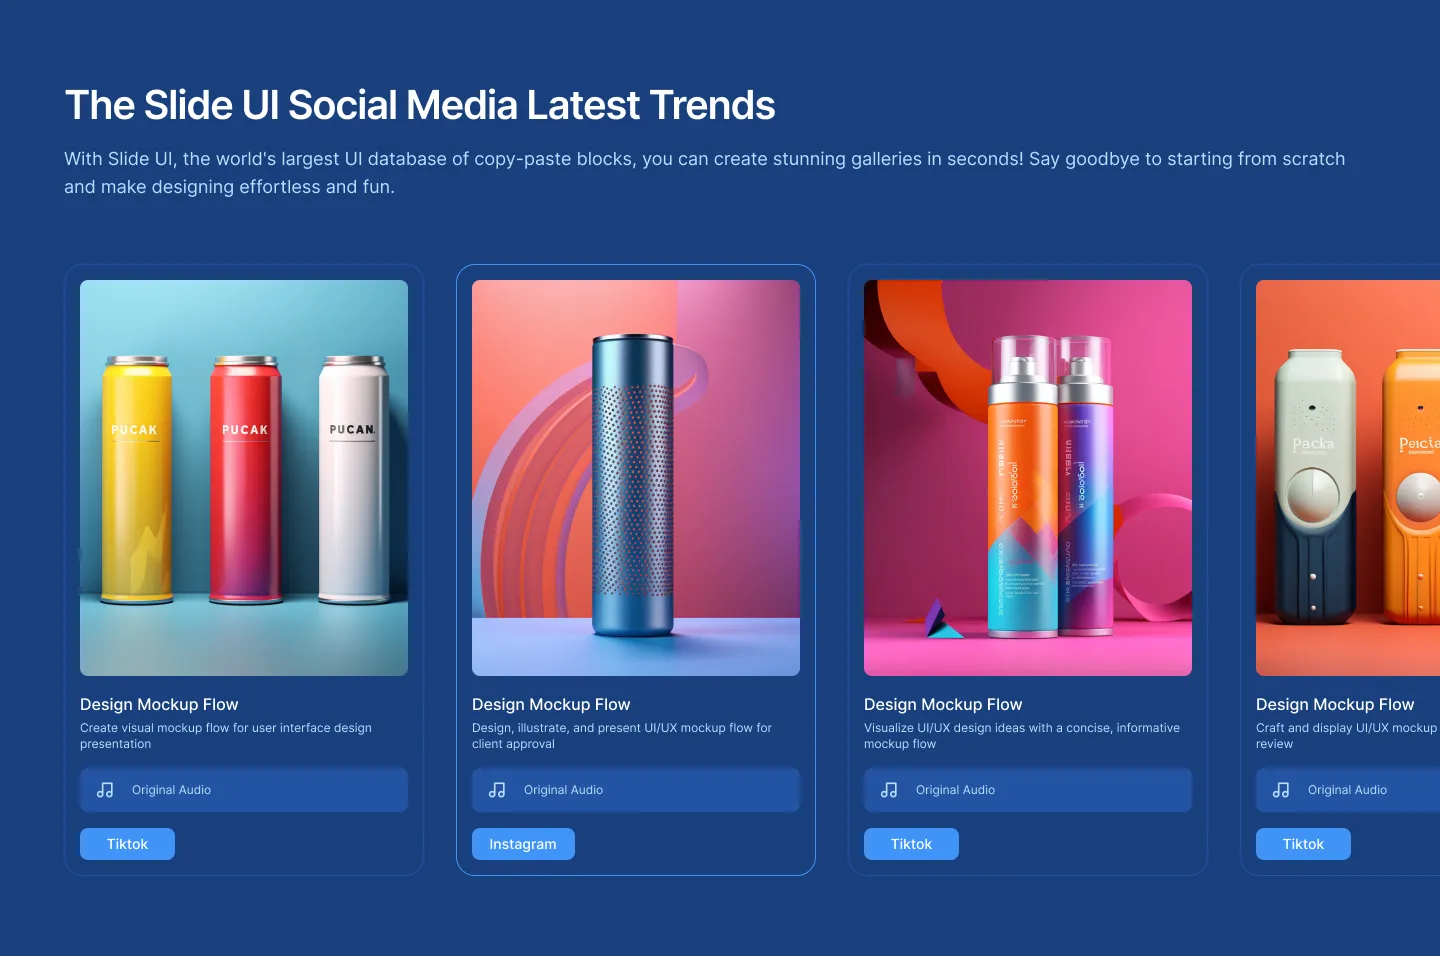 The Slide UI Social Media Latest Trends
With Slide UI, the world's largest UI database of copy-paste blocks, you can create stunning galleries in seconds! Say goodbye to starting from scratch
and make designing effortless and fun.
PUCAK
PUCAK
PUCAN.
Design Mockup Flow
Create visual mockup flow for user interface design
presentation
Original Audio
Tiktok
Design Mockup Flow
Design, illustrate, and present UI/UX mockup flow for
client approval
Original Audio
Instagram
Design Mockup Flow
Visualize UI/UX design ideas with a concise, informative
mockup flow
Original Audio
Tiktok
Packa
Design Mockup Flow
Craft and display UI/UX mockup
review
Original Audio
Tiktok